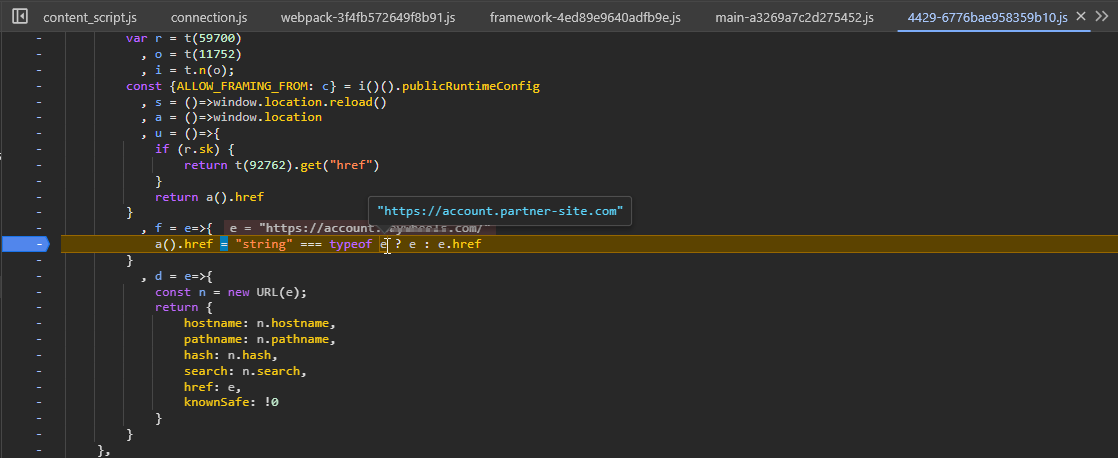 content_script.js connection.js webpack-3f4fb572649f8b91.js framework-4ed89e9640adfb9e.js main-a3269a7c2d275452.js 4429-6776bae958359b10.js
var r = t(59700)
, o = t(11752)
, i = t.n(o);
const {ALLOW_FRAMING_FROM: c} = i()().publicRuntimeConfig
, s = ()=>window.location.reload()
, a = ()=>window.location
, u = ()=>{
if (r.sk) {
return t(92762).get("href")
}
return a().href
}
"https://account.partner-site.com"
, f = e=>{ e = "https://account.
a().href = "string" === typeof e ? e : e.href
}
, d = e=>{
const n = new URL(e);
return {
hostname: n.hostname,
pathname: n.pathname,
hash: n.hash,
search: n.search,
href: e,
knownSafe: !0
}
}
},